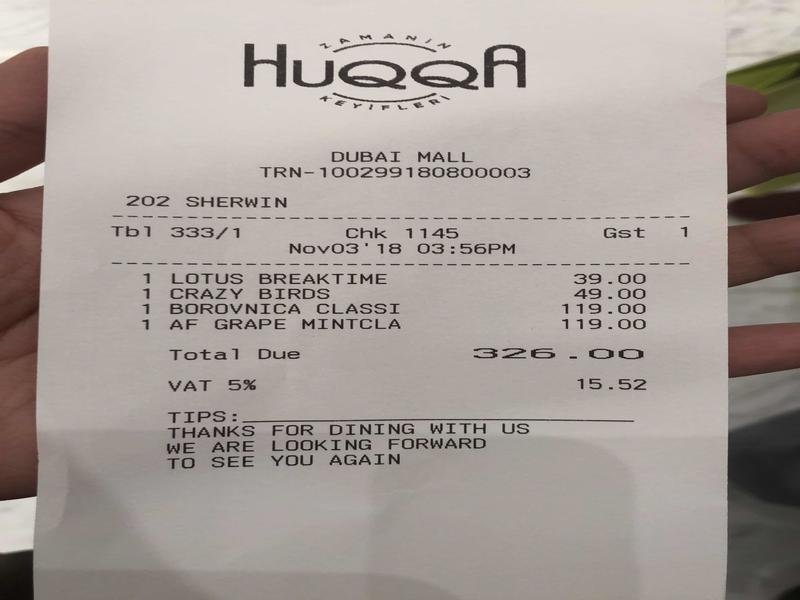 ZAMANIN
HuQQA
KEYİFLERİ
DUBAI MALL
TRN-100299180800003
202 SHERWIN
Tbl 333/1 Chk 1145 Gst 1
Nov03'18 03:56PM
1 LOTUS BREAKTIME 39.00
1 CRAZY BIRDS 49.00
1 BOROVNICA CLASSI 119.00
1 AF GRAPE MINTCLA 119.00
Total Due 326.00
VAT 5% 15.52
TIPS:
THANKS FOR DINING WITH US
WE ARE LOOKING FORWARD
TO SEE YOU AGAIN